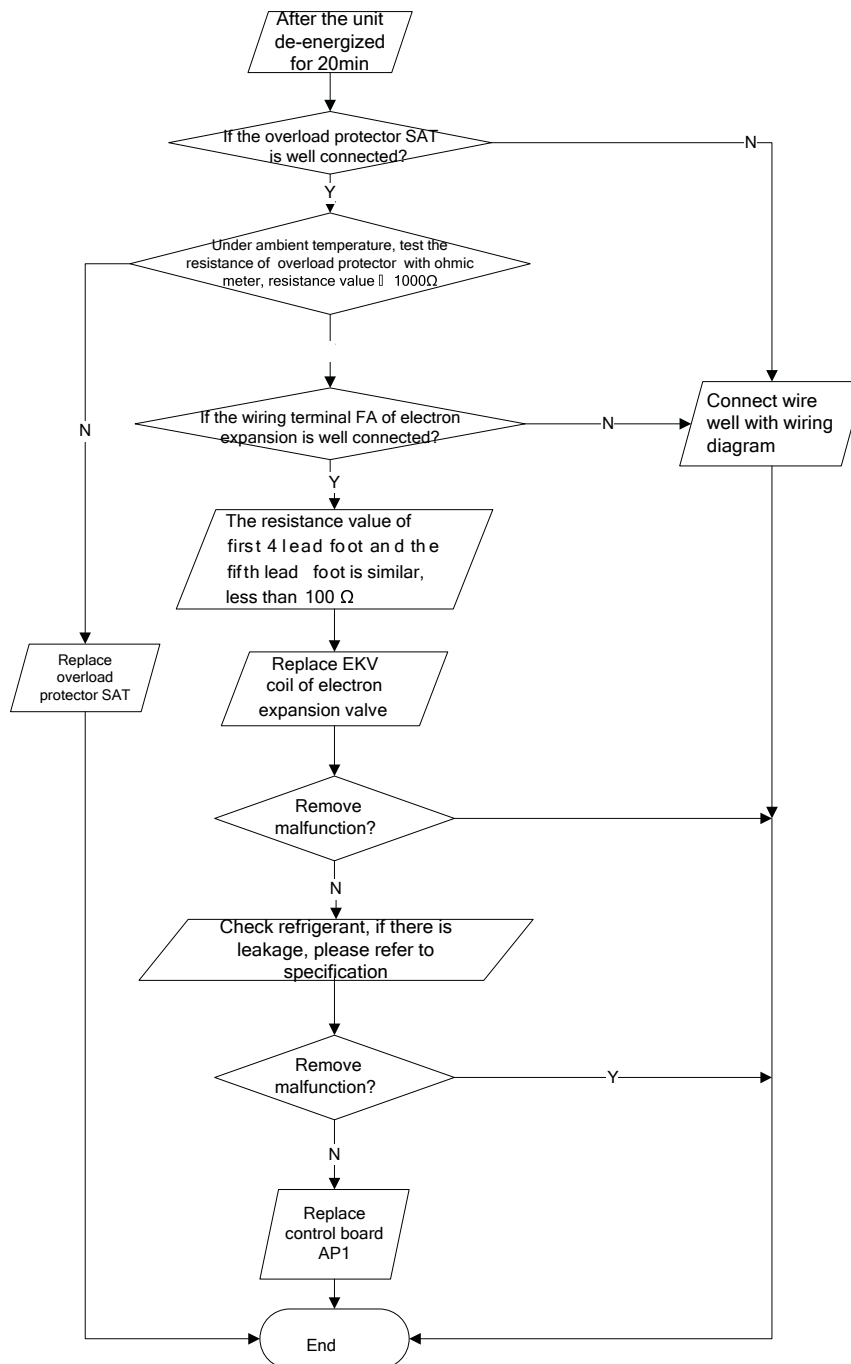 After the unit
de-energized
for 20min
If the overload protector SAT
is well connected?
N
Y
Under ambient temperature, test the
resistance of overload protector with ohmic
meter, resistance value 1000Ω
If the wiring terminal FA of electron
expansion is well connected?
N
Connect wire
well with wiring
diagram
N
Y
The resistance value of
first 4 lead foot and the
fifth lead foot is similar,
less than 100 Ω
Replace
overload
protector SAT
Replace EKV
coil of electron
expansion valve
Remove
malfunction?
N
Check refrigerant, if there is
leakage, please refer to
specification
Remove
malfunction?
Y
N
Replace
control board
AP1
End